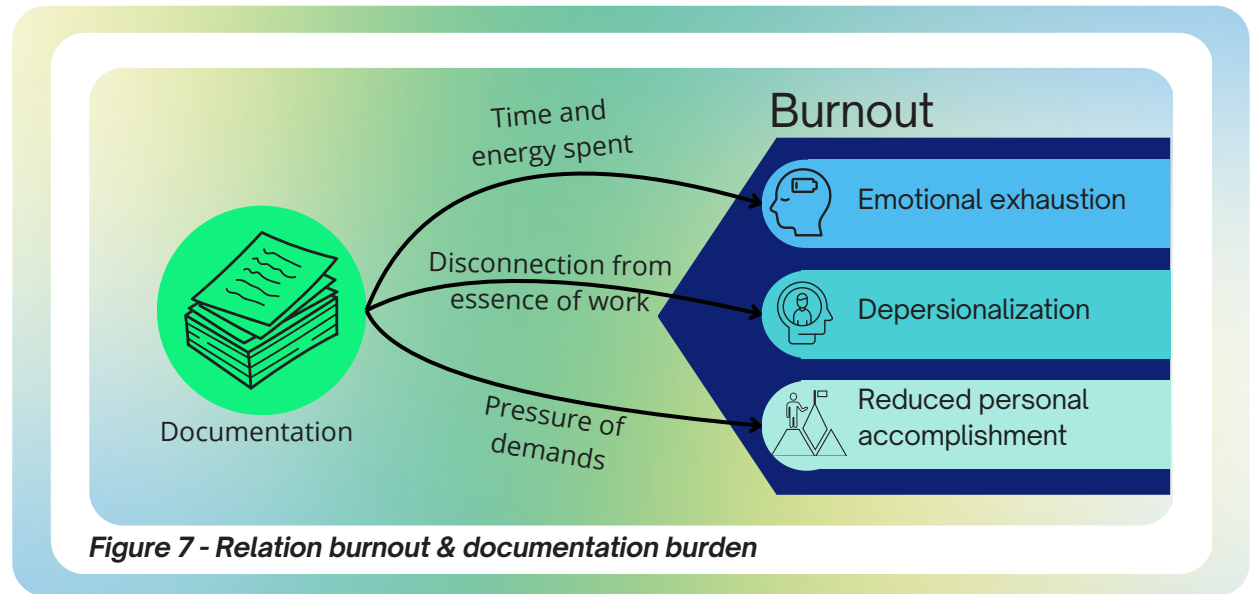 Time and
energy spent
Burnout
Emotional exhaustion
Disconnection from
essence of work
Depersionalization
Documentation
Pressure of
demands
Reduced personal
accomplishment
Figure 7 - Relation burnout & documentation burden